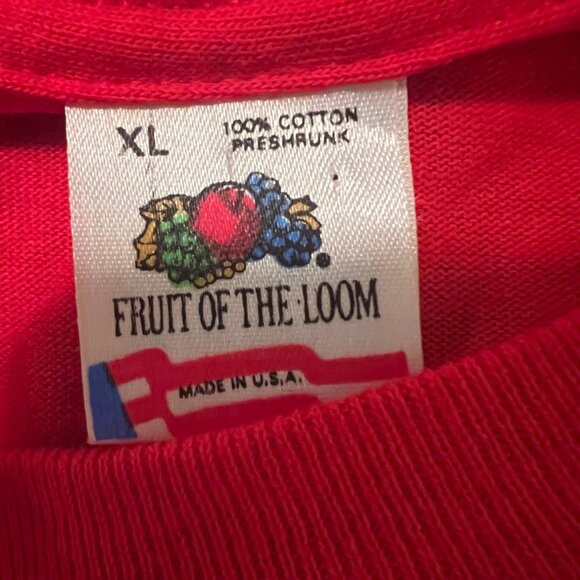 XL
100% COTTON
PRESHRUNK
®
FRUIT OF THE LOOM
MADE IN U.S.A.